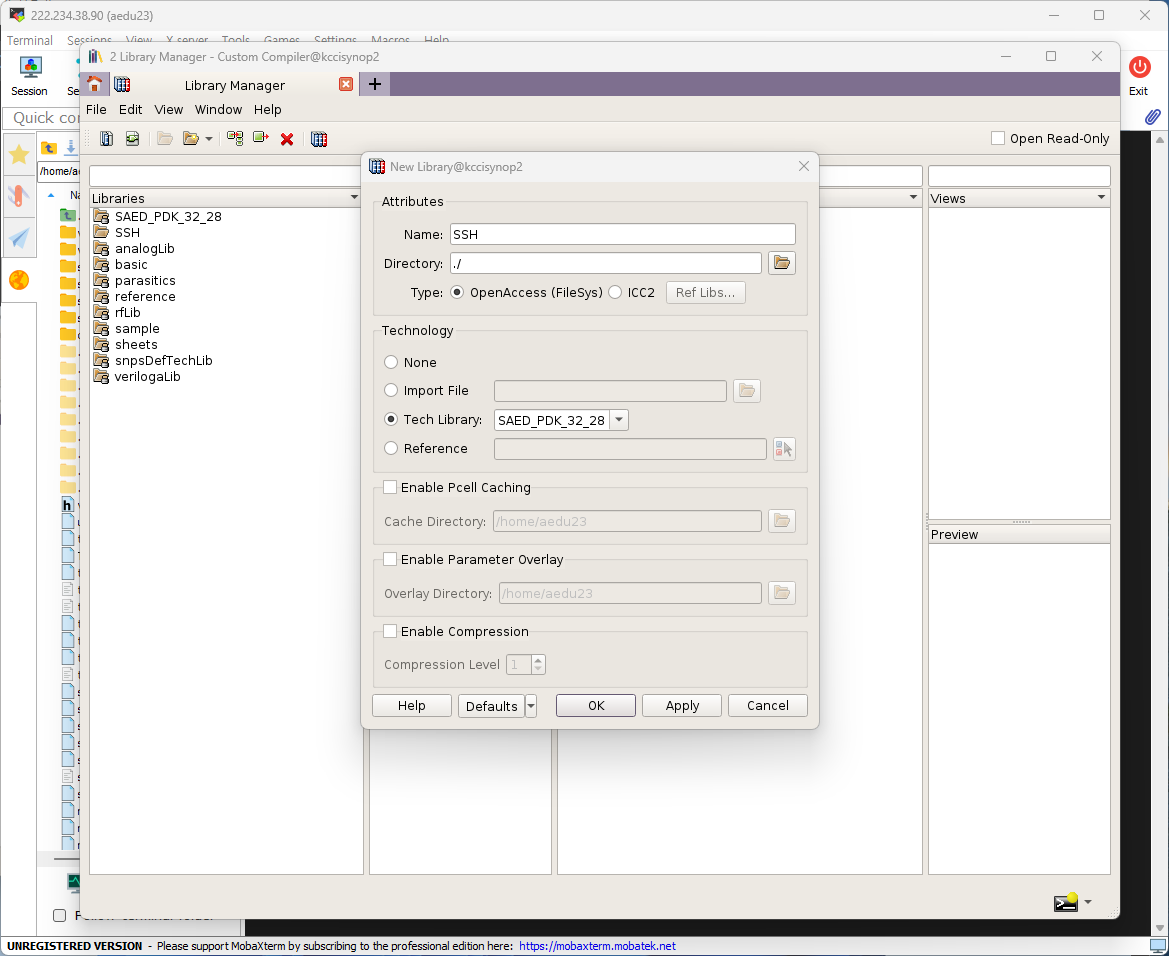 222.234.38.90 (aedu23)
Terminal Sessions View X server Tools Games Settings Macros Help
2 Library Manager - Custom Compiler@kccisynop2
Session
Exit
Library Manager
File Edit View Window Help
Quick
Open Read-Only
New Library@kccisynop2
Libraries
Views
SAED_PDK_32_28
SSH
analogLib
basic
parasitics
reference
rfLib
sample
sheets
snpsDefTechLib
verilogaLib
Attributes
Name: SSH
Directory: ./
Type: OpenAccess (FileSys) ICC2 Ref Libs...
Technology
None
Import File
Tech Library: SAED_PDK_32_28
Reference
Enable Pcell Caching
Cache Directory: /home/aedu23
Enable Parameter Overlay
Overlay Directory: /home/aedu23
Enable Compression
Compression Level 1
Help Defaults OK Apply Cancel
Preview
UNREGISTERED VERSION - Please support MobaXterm by subscribing to the professional edition here: https://mobaxterm.mobatek.net